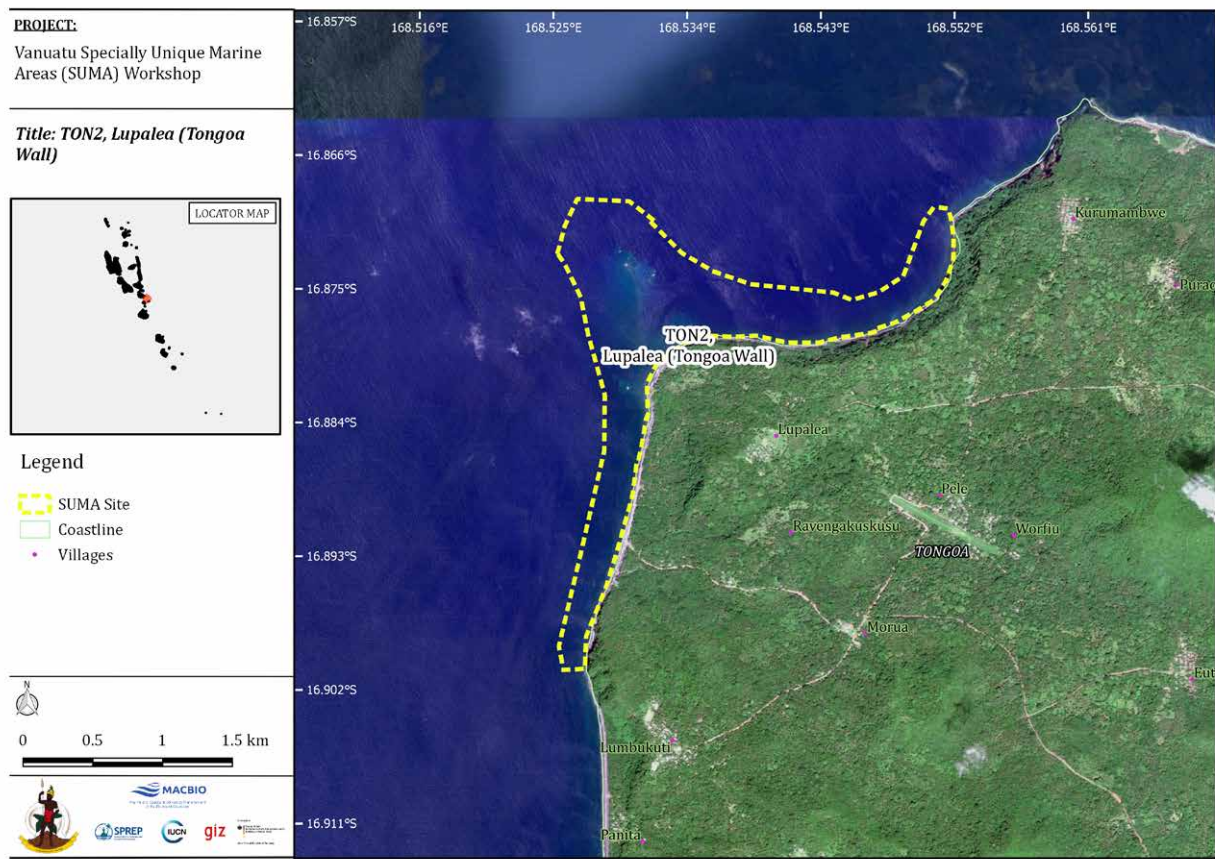 PROJECT:
Vanuatu Specially Unique Marine
Areas (SUMA) Workshop
Title: TON2, Lupalea (Tongoa
Wall)
LOCATOR MAP
Legend
SUMA Site
Coastline
Villages
N
0 0.5 1 1.5 km
MACBIO
SPREP
IUCN
giz
168.516°E 168.525°E 168.534°E 168.543°E 168.552°E 168.561°E
16.857°S
16.866°S
16.875°S
16.884°S
16.893°S
16.902°S
16.911°S
Kurumambwe
Purao
TON2,
Lupalea (Tongoa Wall)
Lupalea
Pele
Ravengakuskusu
Worfiu
TONGOA
Morua
Eut
Lumbukuti
Panita